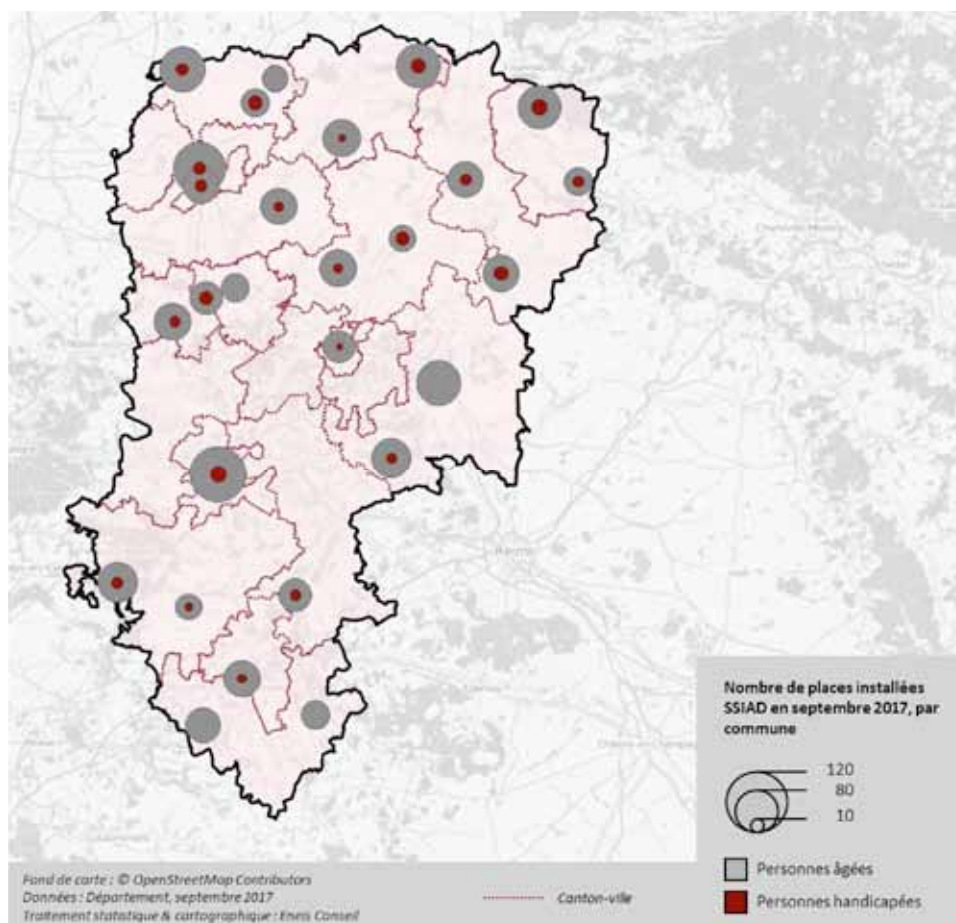 Reims
Nombre de places installées
SSIAD en septembre 2017, par
commune
120
80
10
Personnes âgées
Personnes handicapées
Fond de carte : © OpenStreetMap Contributors
Données : Département, septembre 2017
Traitement statistique & cartographique : Eneis Conseil
Canton-ville